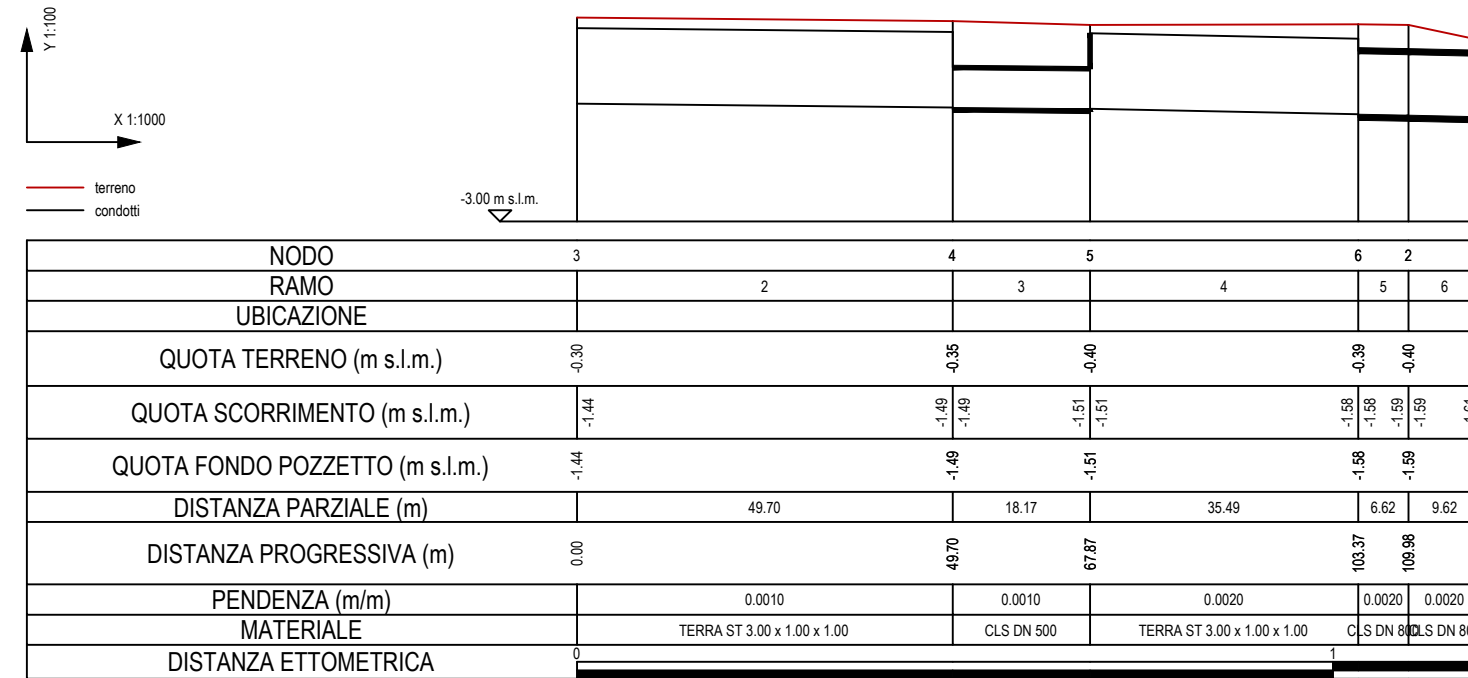 Y 1:100
X 1:1000
terreno
condotti
-3.00 m s.l.m.
NODO 3 4 5 6 2
RAMO 2 3 4 5 6
UBICAZIONE
QUOTA TERRENO (m s.l.m.) -0.30 -0.35 -0.40 -0.39 -0.40
QUOTA SCORRIMENTO (m s.l.m.) -1.44 -1.49 -1.49 -1.51 -1.51 -1.58 -1.58 -1.59 -1.59
QUOTA FONDO POZZETTO (m s.l.m.) -1.44 -1.49 -1.51 -1.58 -1.59
DISTANZA PARZIALE (m) 49.70 18.17 35.49 6.62 9.62
DISTANZA PROGRESSIVA (m) 0.00 49.70 67.87 103.37 109.98
PENDENZA (m/m) 0.0010 0.0010 0.0020 0.0020 0.0020
MATERIALE TERRA ST 3.00 x 1.00 x 1.00 CLS DN 500 TERRA ST 3.00 x 1.00 x 1.00 CLS DN 800 CLS DN
DISTANZA ETTOMETRICA 0 1